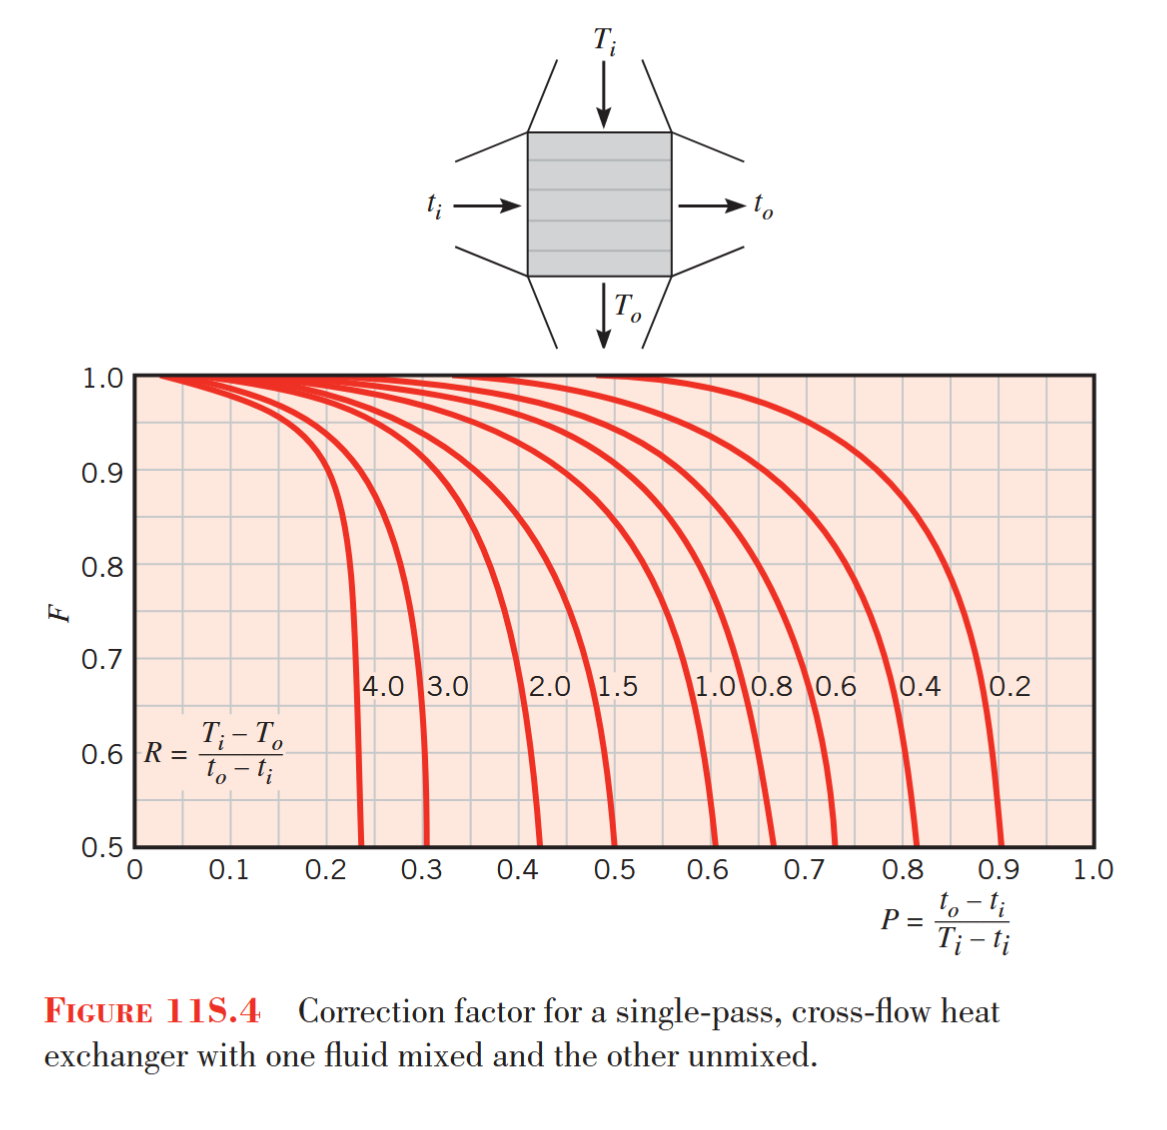 T_i
t_i
t_o
T_o
1.0
0.9
0.8
0.7
0.6
0.5
F
4.0 3.0 2.0 1.5 1.0 0.8 0.6 0.4 0.2
R = (T_i – T_o) / (t_o – t_i)
0 0.1 0.2 0.3 0.4 0.5 0.6 0.7 0.8 0.9 1.0
P = (t_o – t_i) / (T_i – t_i)
FIGURE 11S.4 Correction factor for a single-pass, cross-flow heat
exchanger with one fluid mixed and the other unmixed.